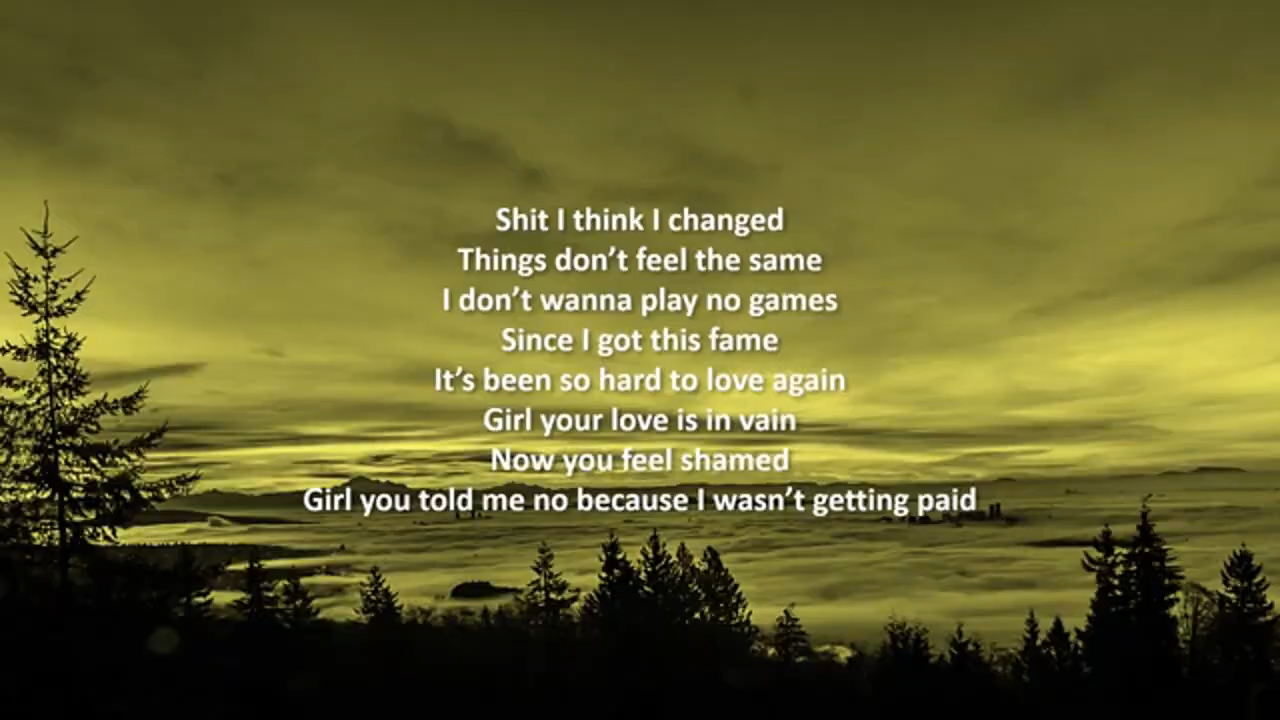 Shit I think I changed
Things don’t feel the same
I don’t wanna play no games
Since I got this fame
It’s been so hard to love again
Girl your love is in vain
Now you feel shamed
Girl you told me no because I wasn’t getting paid